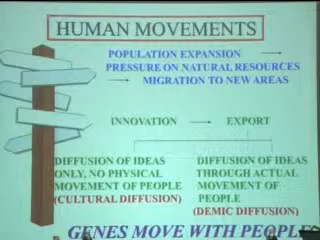 HUMAN MOVEMENTS
POPULATION EXPANSION →
PRESSURE ON NATURAL RESOURCES
→ MIGRATION TO NEW AREAS
INNOVATION → EXPORT
DIFFUSION OF IDEAS
ONLY, NO PHYSICAL
MOVEMENT OF PEOPLE
(CULTURAL DIFFUSION)
DIFFUSION OF IDEAS
THROUGH ACTUAL
MOVEMENT OF
PEOPLE
(DEMIC DIFFUSION)
GENES MOVE WITH PEOPLE